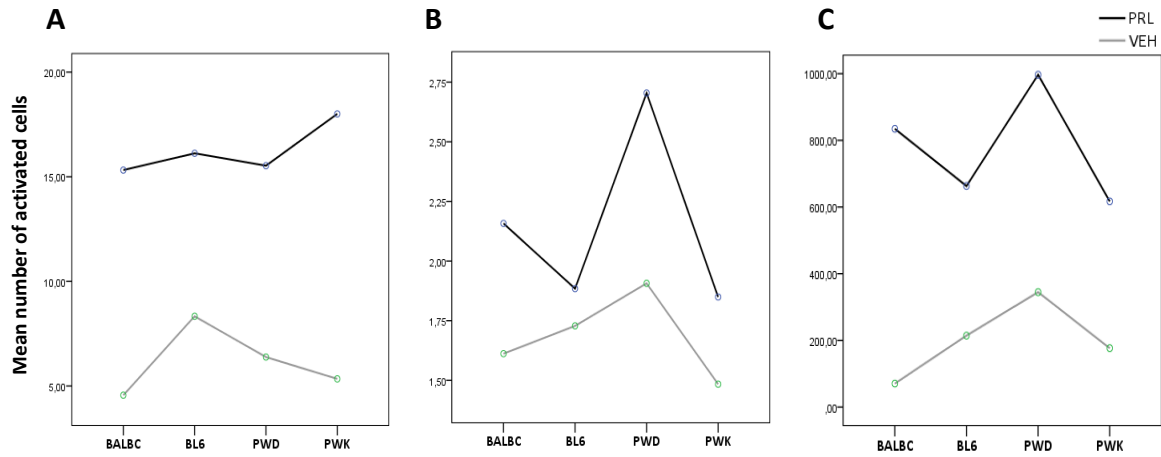 A
B
C
PRL
VEH
Mean number of activated cells
20,00
15,00
10,00
5,00
BALBC BL6 PWD PWK
2,75
2,50
2,25
2,00
1,75
1,50
BALBC BL6 PWD PWK
1000,00
800,00
600,00
400,00
200,00
,00
BALBC BL6 PWD PWK